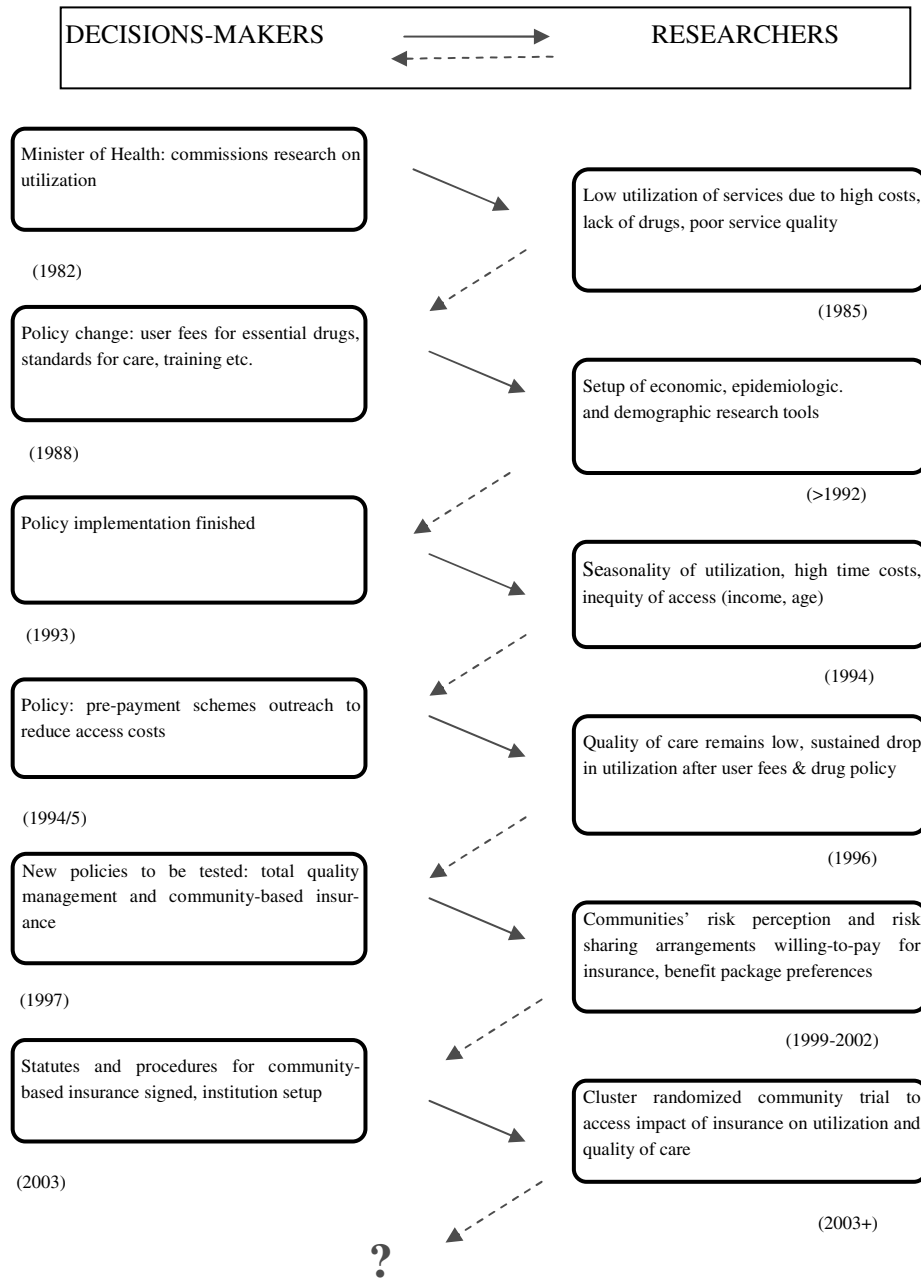 DECISIONS-MAKERS
RESEARCHERS
Minister of Health: commissions research on
utilization
(1982)
Low utilization of services due to high costs,
lack of drugs, poor service quality
(1985)
Policy change: user fees for essential drugs,
standards for care, training etc.
(1988)
Setup of economic, epidemiologic.
and demographic research tools
(>1992)
Policy implementation finished
(1993)
Seasonality of utilization, high time costs,
inequity of access (income, age)
(1994)
Policy: pre-payment schemes outreach to
reduce access costs
(1994/5)
Quality of care remains low, sustained drop
in utilization after user fees & drug policy
(1996)
New policies to be tested: total quality
management and community-based insur-
ance
(1997)
Communities’ risk perception and risk
sharing arrangements willing-to-pay for
insurance, benefit package preferences
(1999-2002)
Statutes and procedures for community-
based insurance signed, institution setup
(2003)
Cluster randomized community trial to
access impact of insurance on utilization and
quality of care
(2003+)
?